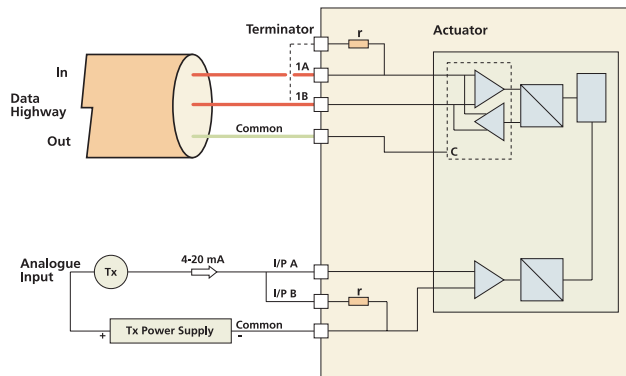 Terminator
r
Actuator
In
1A
Data
Highway
1B
Out
Common
C
Analogue
Input
Tx
4-20 mA
I/P A
I/P B
r
+
Tx Power Supply
-
Common